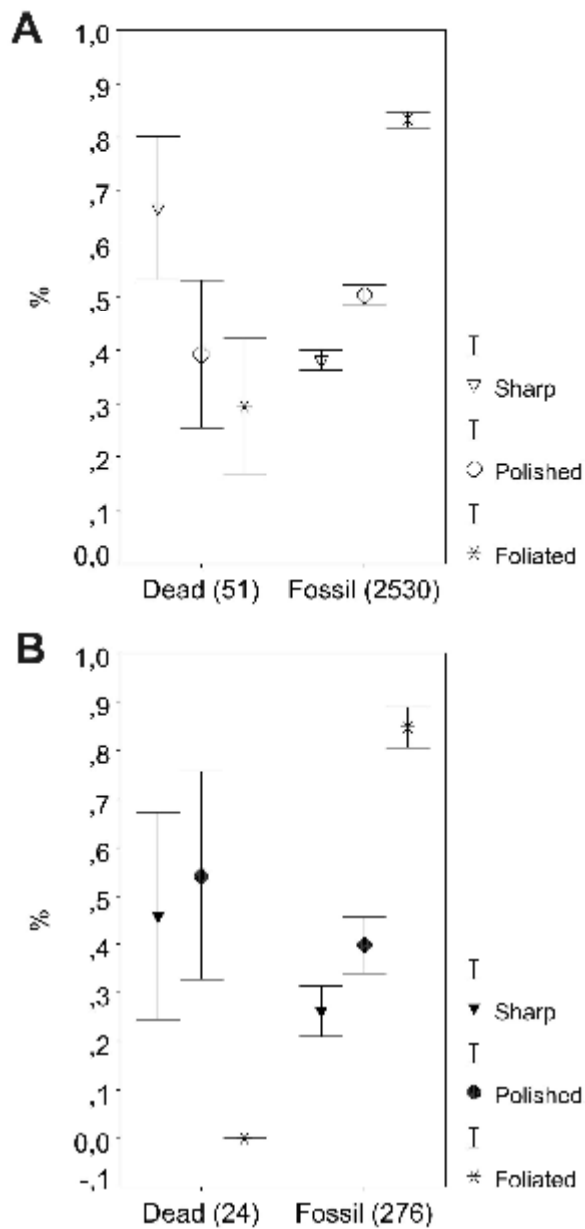 A
1,0
,9
,8
,7
,6
,5
,4
,3
,2
,1
0,0
%
Dead (51)
Fossil (2530)
Sharp
Polished
Foliated
B
1,0
,9
,8
,7
,6
,5
,4
,3
,2
,1
0,0
-,1
%
Dead (24)
Fossil (276)
Sharp
Polished
Foliated